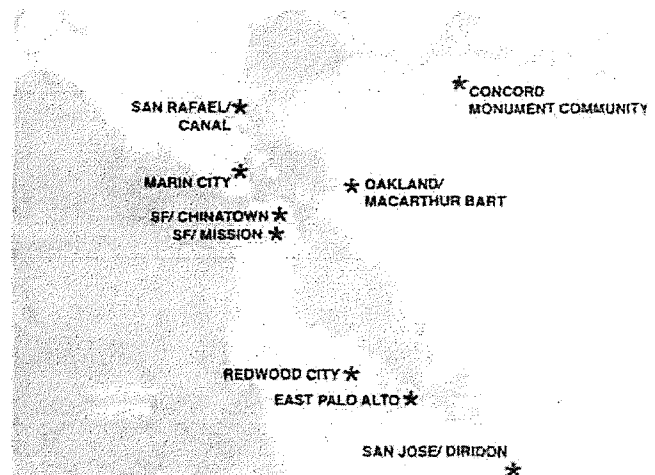 CONCORD
MONUMENT COMMUNITY
SAN RAFAEL/
CANAL
MARIN CITY
OAKLAND/
MACARTHUR BART
SF/ CHINATOWN
SF/ MISSION
REDWOOD CITY
EAST PALO ALTO
SAN JOSE/ DIRIDON